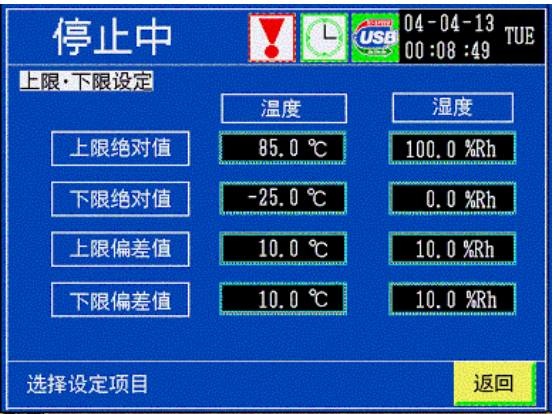 停止中
USB
04-04-13 TUE
00:08:49
上限·下限设定
温度 湿度
上限绝对值 85.0 ℃ 100.0 %Rh
下限绝对值 -25.0 ℃ 0.0 %Rh
上限偏差值 10.0 ℃ 10.0 %Rh
下限偏差值 10.0 ℃ 10.0 %Rh
选择设定项目 返回